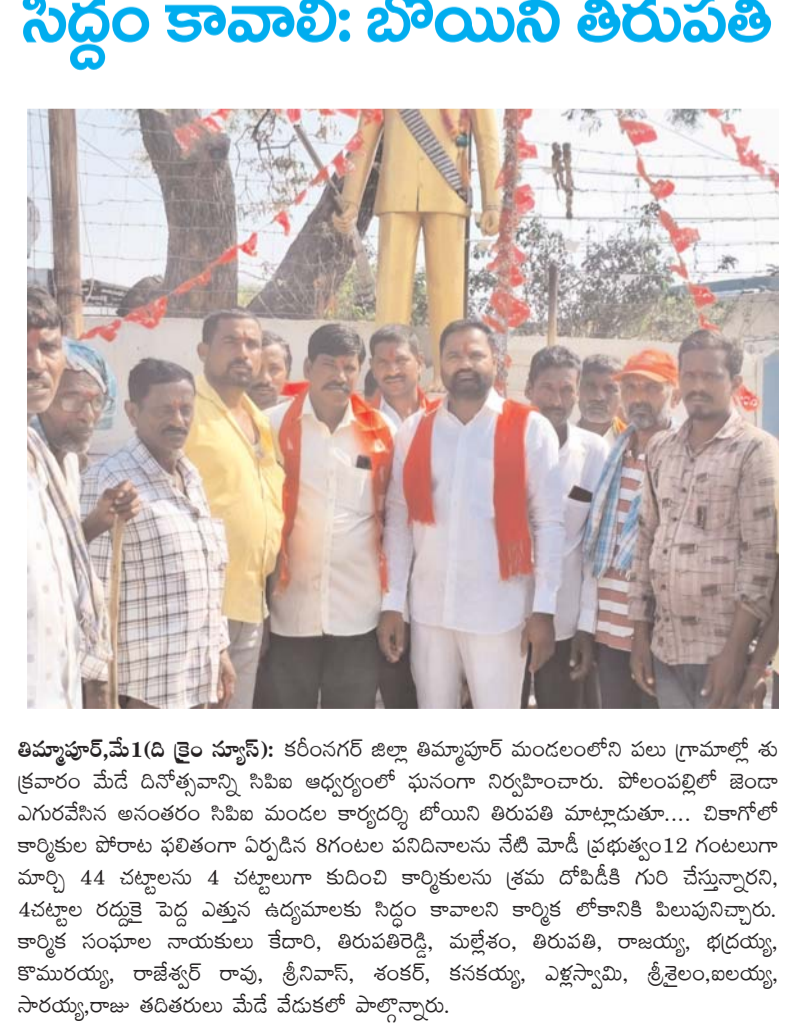 సిద్దం కావాలి: బోయిని తిరుపతి
తిమ్మాపూర్,మే1(ది క్రైం న్యూస్): కరీంనగర్ జిల్లా తిమ్మాపూర్ మండలంలోని పలు గ్రామాల్లో శు
క్రవారం మేడే దినోత్సవాన్ని సిపిఐ ఆధ్వర్యంలో ఘనంగా నిర్వహించారు. పోలంపల్లిలో జెండా
ఎగురవేసిన అనంతరం సిపిఐ మండల కార్యదర్శి బోయిని తిరుపతి మాట్లాడుతూ.... చికాగోలో
కార్మికుల పోరాట ఫలితంగా ఏర్పడిన 8గంటల పనిదినాలను నేటి మోడీ ప్రభుత్వం12 గంటలుగా
మార్చి 44 చట్టాలను 4 చట్టాలుగా కుదించి కార్మికులను శ్రమ దోపిడీకి గురి చేస్తున్నారని,
4చట్టాల రద్దుకై పెద్ద ఎత్తున ఉద్యమాలకు సిద్ధం కావాలని కార్మిక లోకానికి పిలుపునిచ్చారు.
కార్మిక సంఘాల నాయకులు కేదారి, తిరుపతిరెడ్డి, మల్లేశం, తిరుపతి, రాజయ్య, భద్రయ్య,
కొమురయ్య, రాజేశ్వర్ రావు, శ్రీనివాస్, శంకర్, కనకయ్య, ఎళ్లస్వామి, శ్రీశైలం,ఐలయ్య,
సారయ్య,రాజు తదితరులు మేడే వేడుకలో పాల్గొన్నారు.